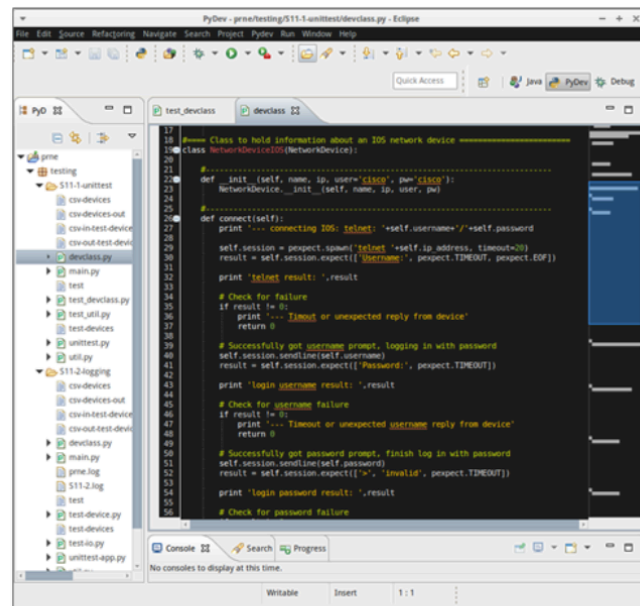 PyDev - prne/testing/S11-1-unittest/devclass.py - Eclipse
File Edit Source Refactoring Navigate Search Project Pydev Run Window Help
Quick Access
Java PyDev Debug
PyD
test_devclass devclass
prne
testing
S11-1-unittest
csv-devices
csv-devices-out
csv-in-test-devic
csv-out-test-devi
devclass.py
main.py
test
test_devclass.py
test_util.py
test-devices
unittest.py
util.py
S11-2-logging
csv-devices
csv-devices-out
csv-in-test-device
csv-out-test-devi
devclass.py
main.py
prne.log
S11-2.log
test
test-device.py
test-devices
test-io.py
unittest-app.py
17
18 #==== Class to hold information about an IOS network device ========================
19 class NetworkDeviceIOS(NetworkDevice):
20
21 #---------------------------------------------------------------------
22 def __init__(self, name, ip, user='cisco', pw='cisco'):
23 NetworkDevice.__init__(self, name, ip, user, pw)
24
25 #---------------------------------------------------------------------
26 def connect(self):
27 print '--- connecting IOS: telnet: '+self.username+'/'+self.password
28
29 self.session = pexpect.spawn('telnet '+self.ip_address, timeout=20)
30 result = self.session.expect(['Username:', pexpect.TIMEOUT, pexpect.EOF])
31
32 print 'telnet result: ',result
33
34 # Check for failure
35 if result != 0:
36 print '--- Timout or unexpected reply from device'
37 return 0
38
39 # Successfully got username prompt, logging in with password
40 self.session.sendline(self.username)
41 result = self.session.expect(['Password:', pexpect.TIMEOUT])
42
43 print 'login username result: ',result
44
45 # Check for username failure
46 if result != 0:
47 print '--- Timeout or unexpected username reply from device'
48 return 0
49
50 # Successfully got password prompt, finish log in with password
51 self.session.sendline(self.password)
52 result = self.session.expect(['>', 'invalid', pexpect.TIMEOUT])
53
54 print 'login password result: ',result
55
56 # Check for password failure
Console Search Progress
No consoles to display at this time.
Writable Insert 1 : 1